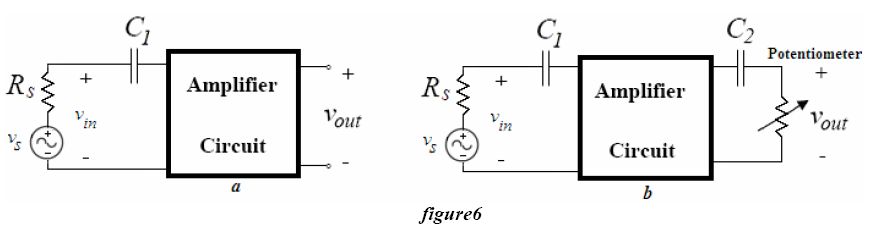 C1
Rs
+
vin
-
vs
+
-
Amplifier
Circuit
+
vout
-
a
C1
Rs
+
vin
-
vs
+
-
Amplifier
Circuit
C2
Potentiometer
+
vout
-
b
figure6